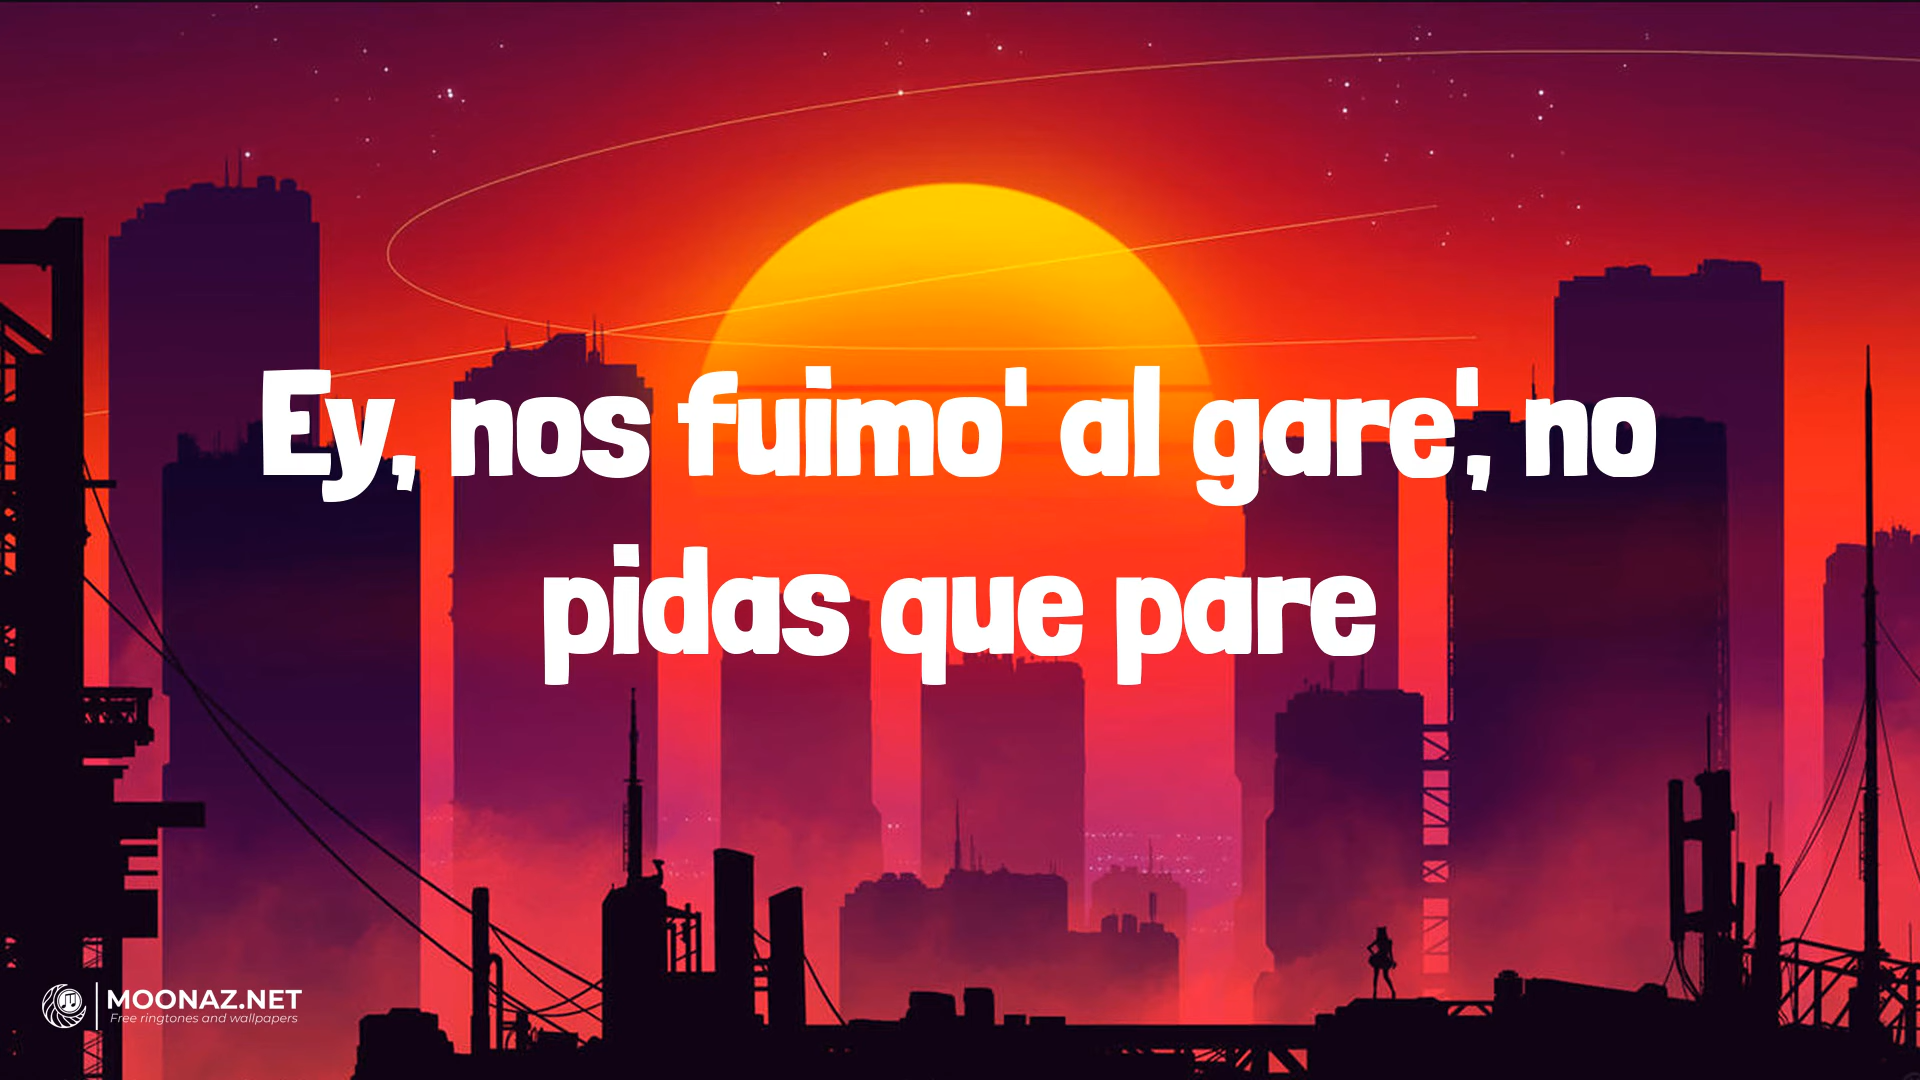 Ey, nos fuimo' al gare', no
pidas que pare
MOONAZ.NET
Free ringtones and wallpapers